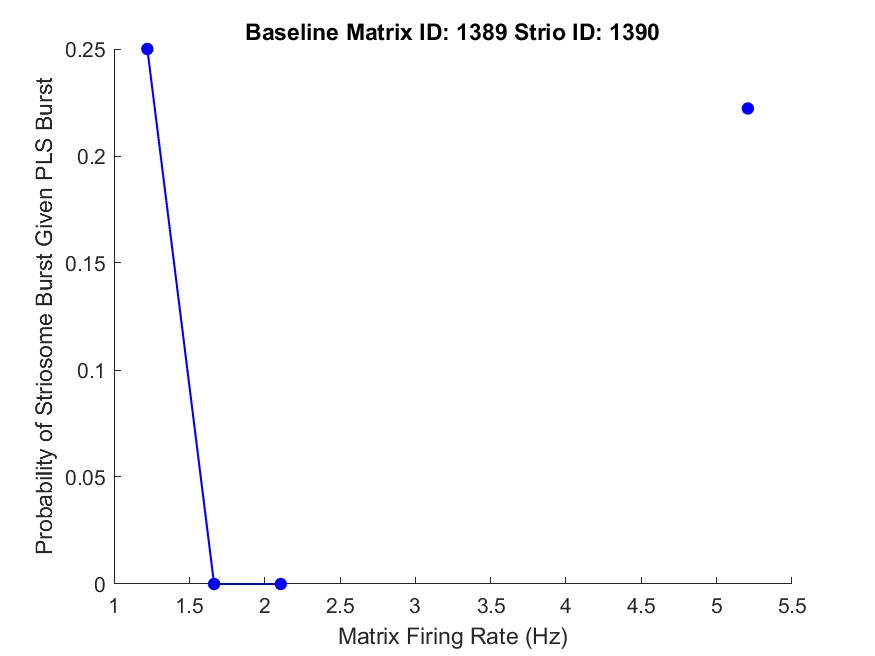 Baseline Matrix ID: 1389 Strio ID: 1390
Probability of Striosome Burst Given PLS Burst
0.25
0.2
0.15
0.1
0.05
0
1 1.5 2 2.5 3 3.5 4 4.5 5 5.5
Matrix Firing Rate (Hz)